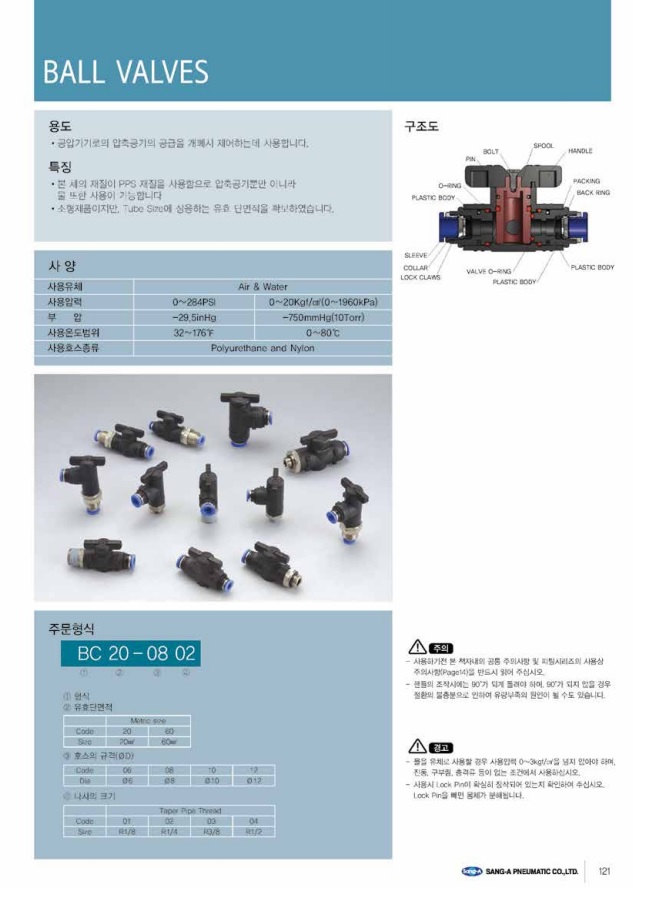 BALL VALVES
용도
• 공압기기로의 압축공기의 공급을 개폐시 제어하는데 사용합니다.
특징
• 본 체의 재질이 PPS 재질을 사용함으로 압축공기뿐만 아니라
물 또한 사용이 가능합니다
• 소형제품이지만, Tube Size에 상응하는 유효 단면적을 확보하였습니다.
구조도
BOLT
SPOOL
HANDLE
PIN
O-RING
PLASTIC BODY
PACKING
BACK RING
SLEEVE
COLLAR
LOCK CLAWS
VALVE O-RING
PLASTIC BODY
PLASTIC BODY
사 양
사용유체 Air & Water
사용압력 0~284PSI 0~20Kgf/㎠(0~1960kPa)
부 압 -29.5inHg -750mmHg(10Torr)
사용온도범위 32~176℉ 0~80℃
사용호스종류 Polyurethane and Nylon
주문형식
BC 20 - 08 02
① ② ③ ④
① 형식
② 유효단면적
Metric size
Code 20 60
Size 20㎟ 60㎟
③ 호스의 규격(ØD)
Code 06 08 10 12
Dia Ø6 Ø8 Ø10 Ø12
④ 나사의 크기
Taper Pipe Thread
Code 01 02 03 04
Size R1/8 R1/4 R3/8 R1/2
주의
- 사용하기전 본 책자내의 공통 주의사항 및 피팅시리즈의 사용상
주의사항(Page14)을 반드시 읽어 주십시오.
- 핸들의 조작시에는 90°가 되게 돌려야 하며, 90°가 되지 않을 경우
절환의 불충분으로 인하여 유량부족의 원인이 될 수도 있습니다.
경고
- 물을 유체로 사용할 경우 사용압력 0~3kgf/㎠을 넘지 않아야 하며,
진동, 구부림, 충격류 등이 없는 조건에서 사용하십시오.
- 사용시 Lock Pin이 확실히 장착되어 있는지 확인하여 주십시오.
Lock Pin을 빼면 몸체가 분해됩니다.
Sang-A SANG-A PNEUMATIC CO.,LTD. 121